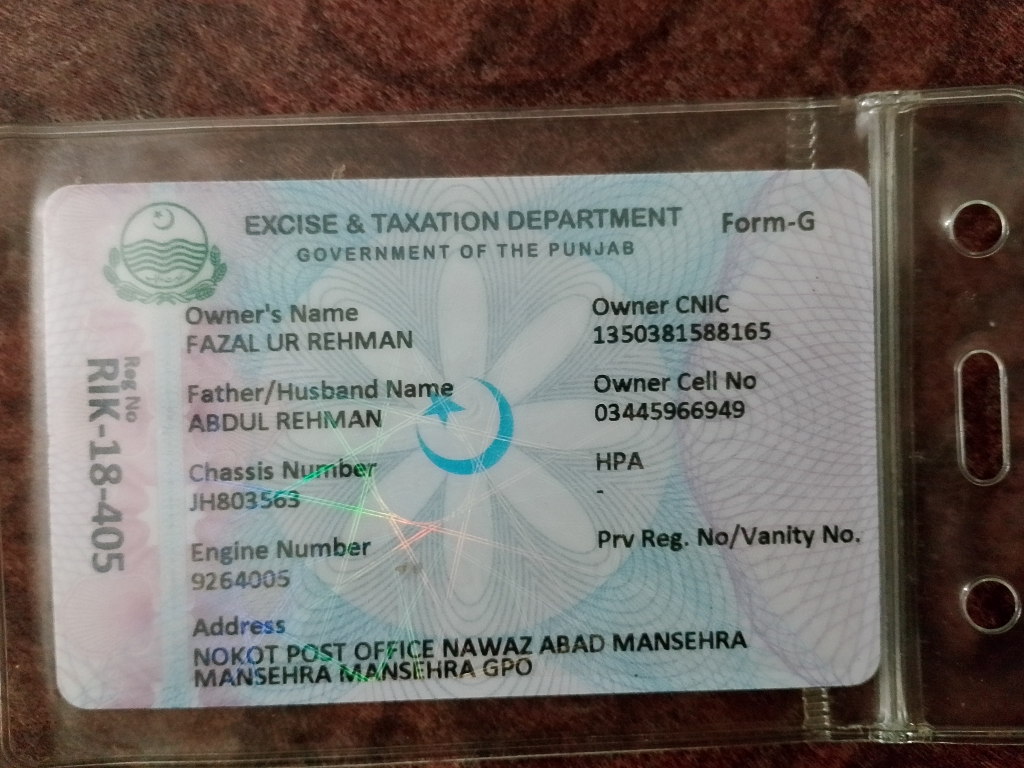 EXCISE & TAXATION DEPARTMENT
Form-G
GOVERNMENT OF THE PUNJAB
Reg No
RIK-18-405
Owner's Name
FAZAL UR REHMAN
Owner CNIC
1350381588165
Father/Husband Name
ABDUL REHMAN
Owner Cell No
03445966949
Chassis Number
JH803563
HPA
-
Engine Number
9264005
Prv Reg. No/Vanity No.
Address
NOKOT POST OFFICE NAWAZ ABAD MANSEHRA
MANSEHRA MANSEHRA GPO